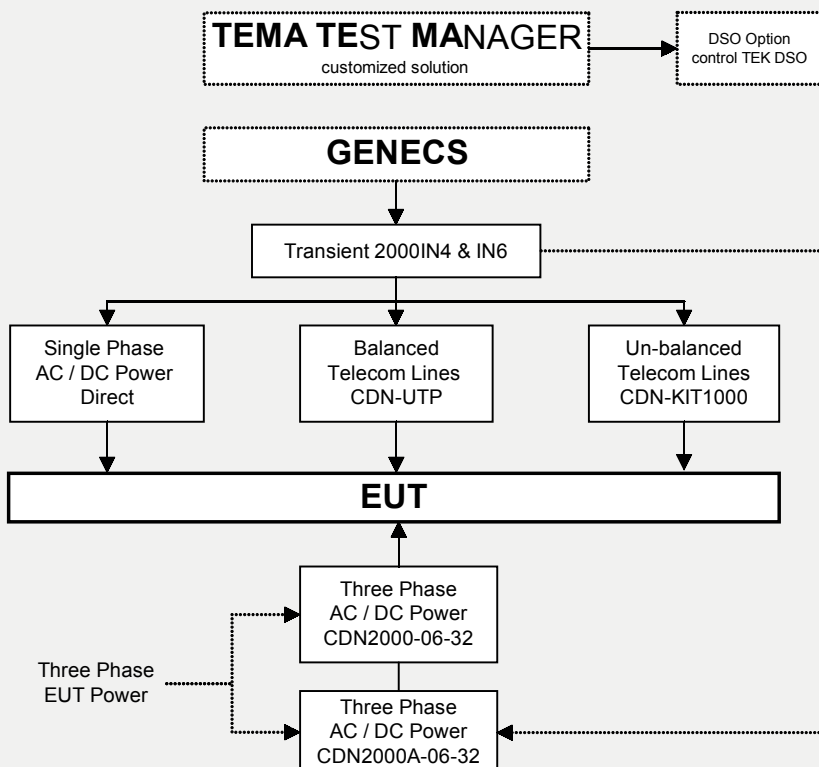 TEMA TEST MANAGER
customized solution
DSO Option
control TEK DSO
GENECS
Transient 2000IN4 & IN6
Single Phase
AC / DC Power
Direct
Balanced
Telecom Lines
CDN-UTP
Un-balanced
Telecom Lines
CDN-KIT1000
EUT
Three Phase
AC / DC Power
CDN2000-06-32
Three Phase
EUT Power
Three Phase
AC / DC Power
CDN2000A-06-32